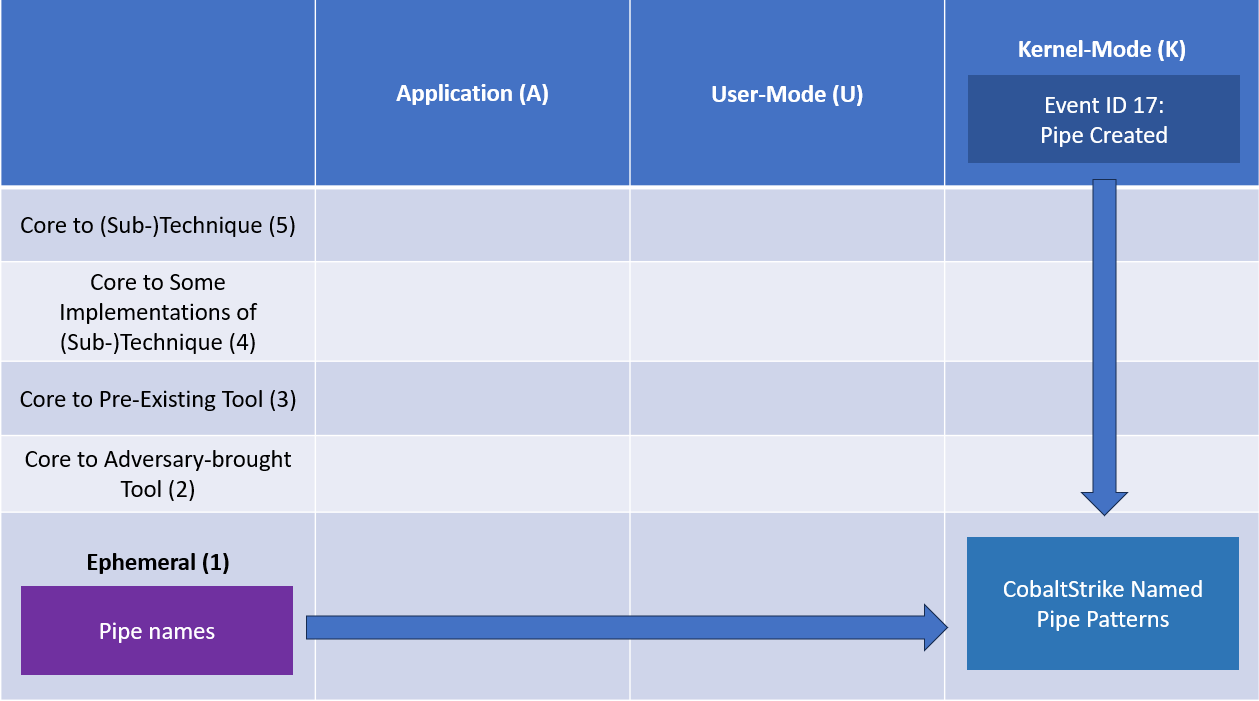 Application (A)
User-Mode (U)
Kernel-Mode (K)
Event ID 17:
Pipe Created
Core to (Sub-)Technique (5)
Core to Some
Implementations of
(Sub-)Technique (4)
Core to Pre-Existing Tool (3)
Core to Adversary-brought
Tool (2)
Ephemeral (1)
Pipe names
CobaltStrike Named
Pipe Patterns